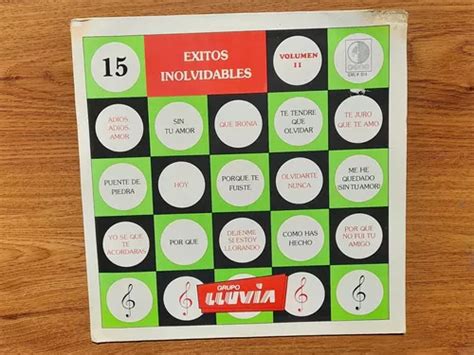 15
EXITOS
INOLVIDABLES
VOLUMEN
II
ADIOS,
ADIOS,
AMOR
SIN
TU AMOR
QUE IRONIA
TE TENDRE
QUE
OLVIDAR
TE JURO
QUE TE AMO
PUENTE DE
PIEDRA
HOY
PORQUE TE
FUISTE
OLVIDARTE
NUNCA
ME HE
QUEDADO
(SIN TU AMOR)
YO SE QUE
TE
ACORDARAS
POR QUE
DEJENME
SI ESTOY
LLORANDO
COMO HAS
HECHO
POR QUE
NO FUI TU
AMIGO
GRUPO
LLUVIA